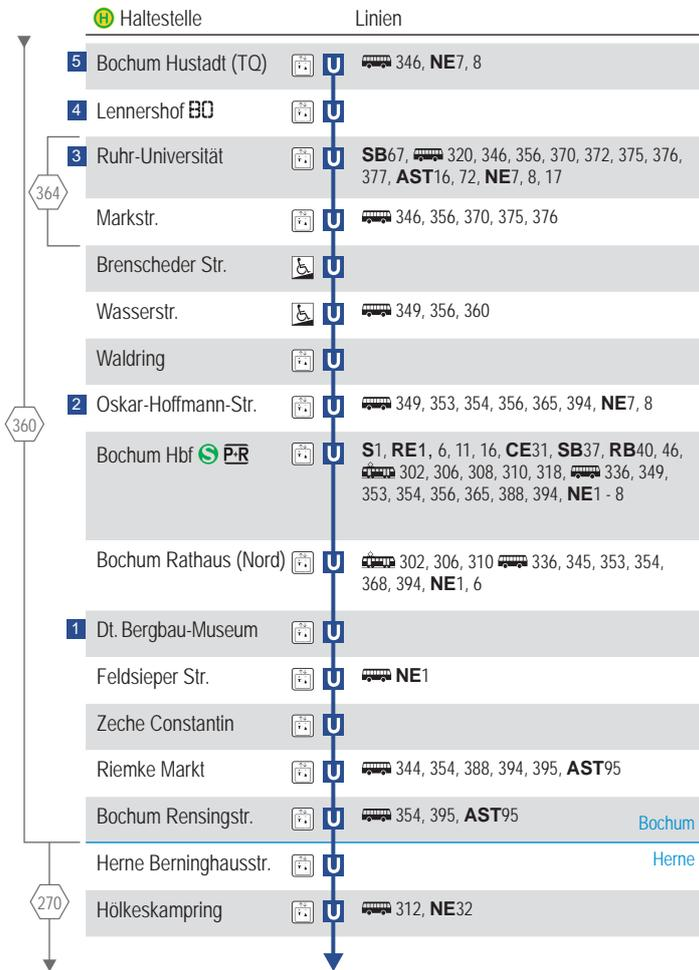 H Haltestelle Linien
5 Bochum Hustadt (TQ) U 346, NE7, 8
4 Lennershof BO U
3 Ruhr-Universität U SB67, 320, 346, 356, 370, 372, 375, 376,
377, AST16, 72, NE7, 8, 17
364
Markstr. U 346, 356, 370, 375, 376
Brenscheder Str. U
Wasserstr. U 349, 356, 360
Waldring U
2 Oskar-Hoffmann-Str. U 349, 353, 354, 356, 365, 394, NE7, 8
360
Bochum Hbf S P+R U S1, RE1, 6, 11, 16, CE31, SB37, RB40, 46,
302, 306, 308, 310, 318, 336, 349,
353, 354, 356, 365, 388, 394, NE1 - 8
Bochum Rathaus (Nord) U 302, 306, 310 336, 345, 353, 354,
368, 394, NE1, 6
1 Dt. Bergbau-Museum U
Feldsieper Str. U NE1
Zeche Constantin U
Riemke Markt U 344, 354, 388, 394, 395, AST95
Bochum Rensingstr. U 354, 395, AST95 Bochum
Herne Berninghausstr. U Herne
270
Hölkeskampring U 312, NE32